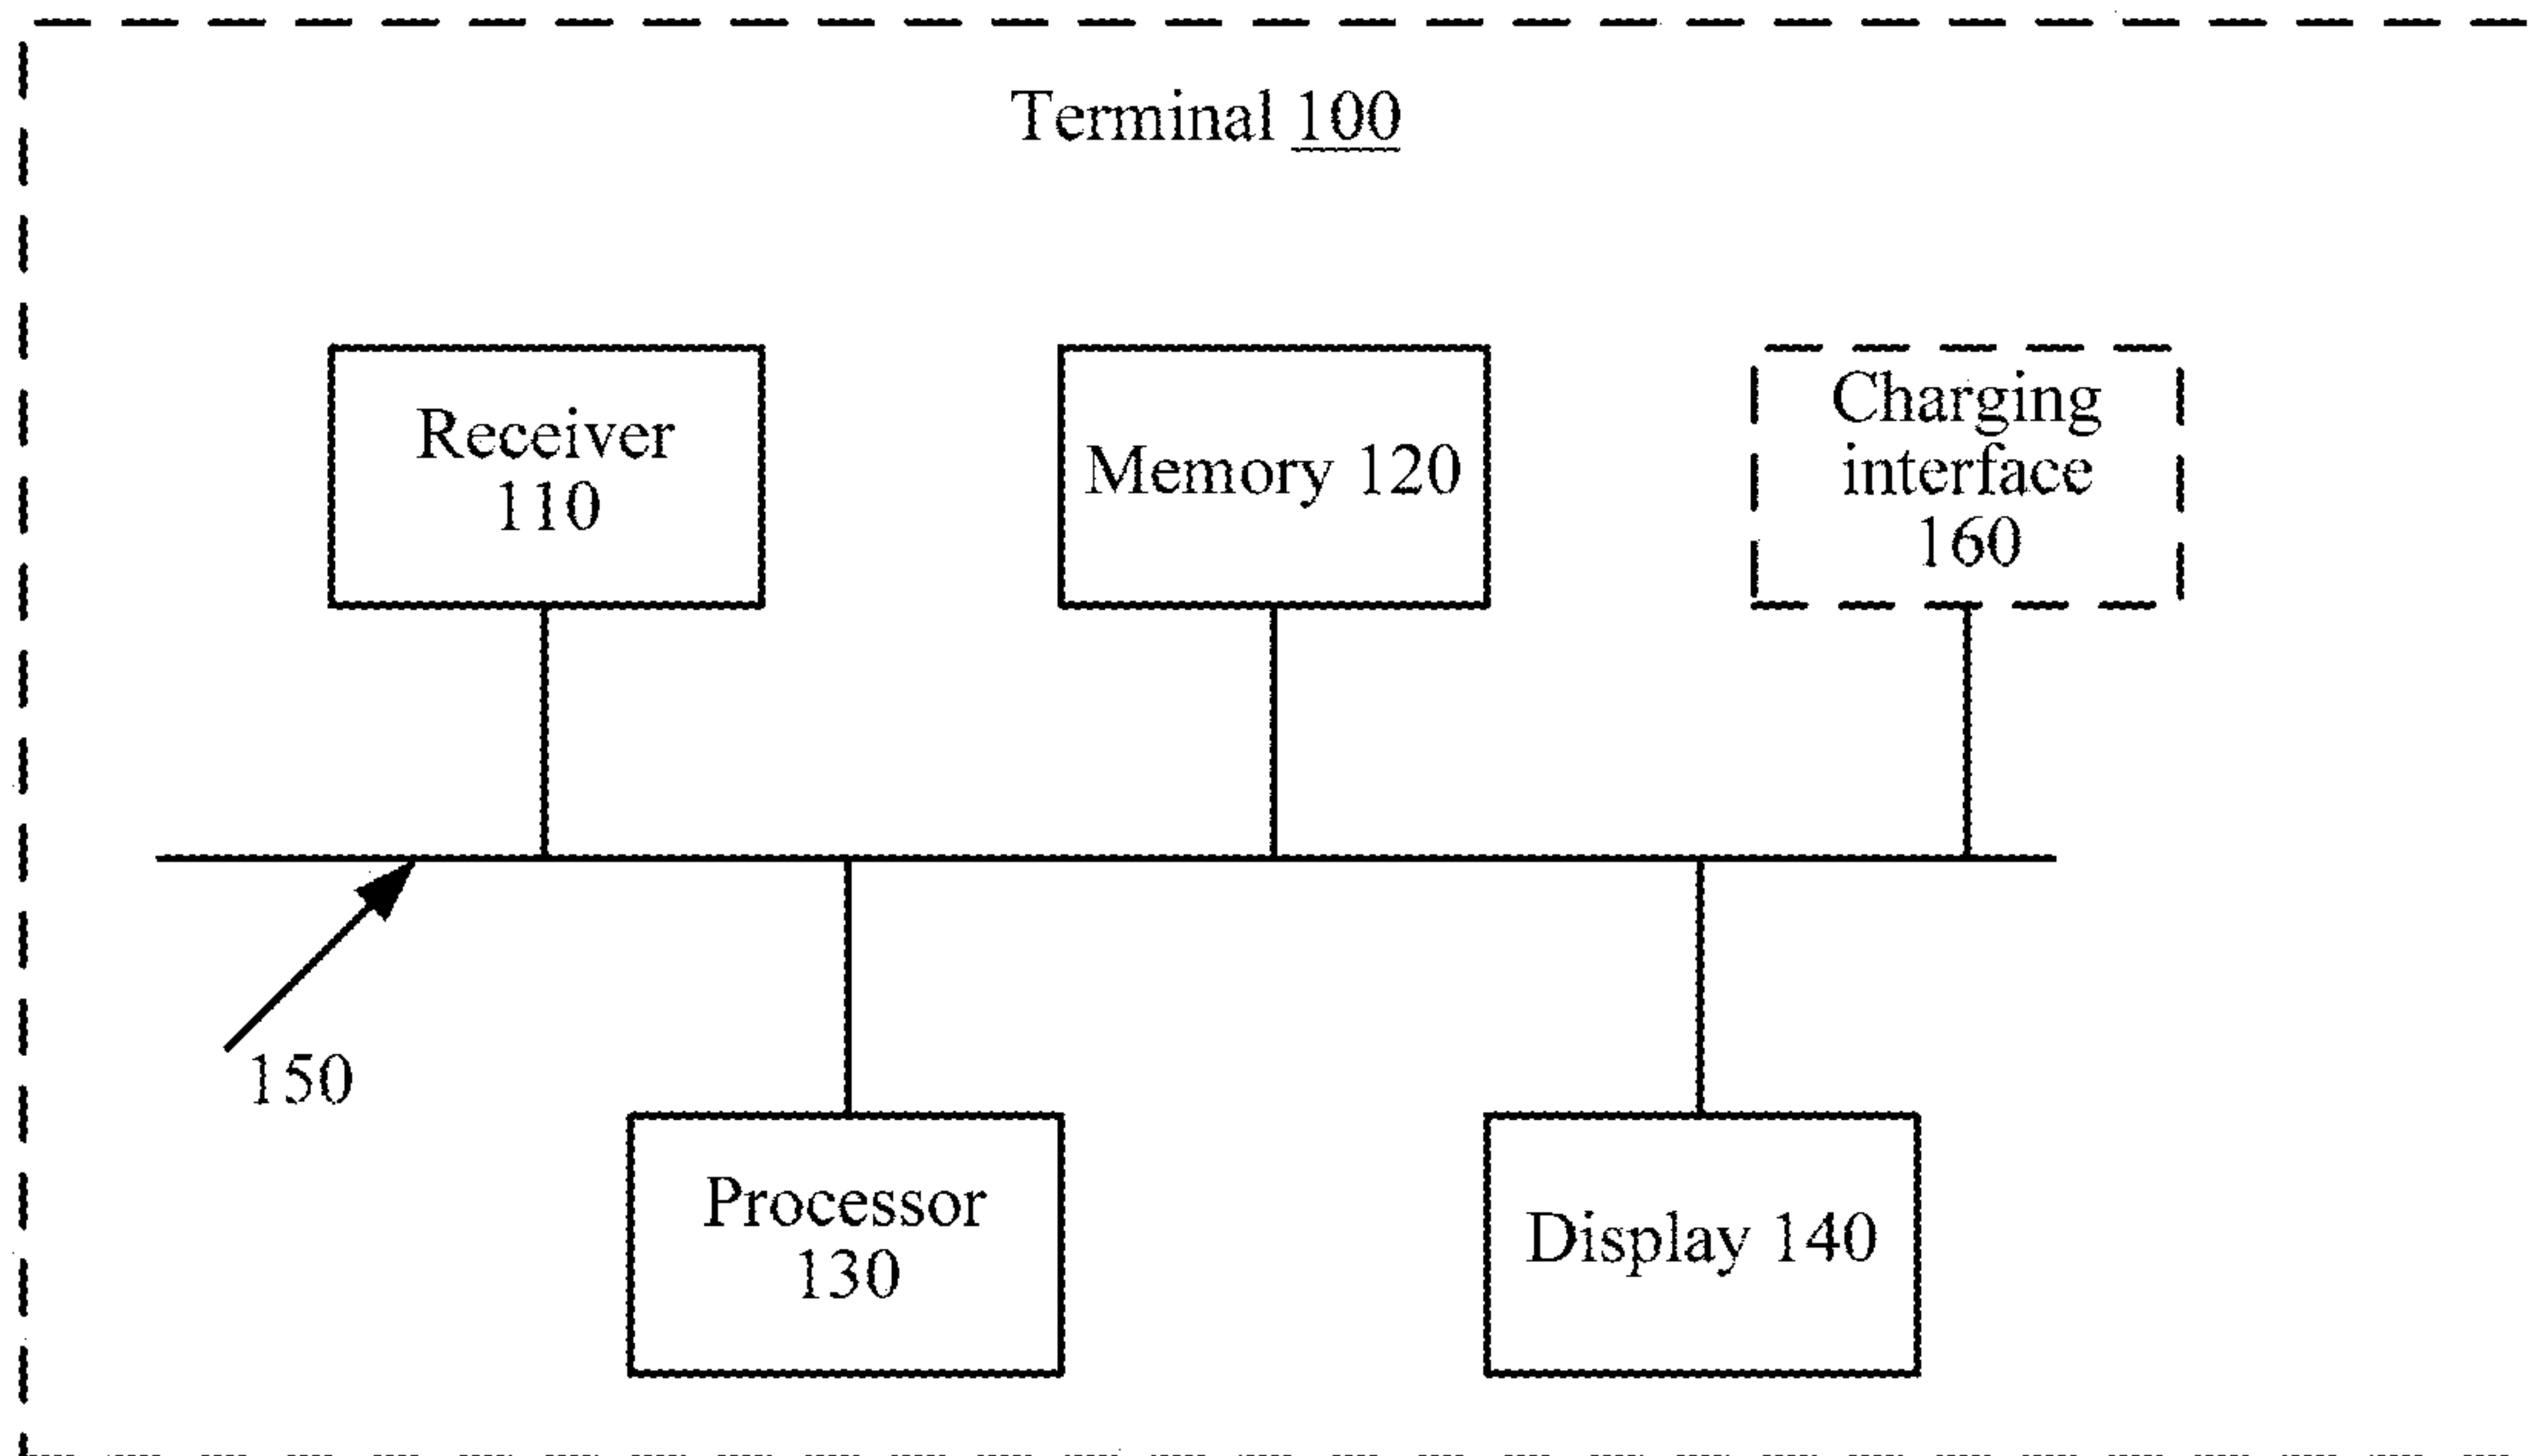 Terminal 100
Receiver
110
Memory 120
Charging
interface
160
150
Processor
130
Display 140